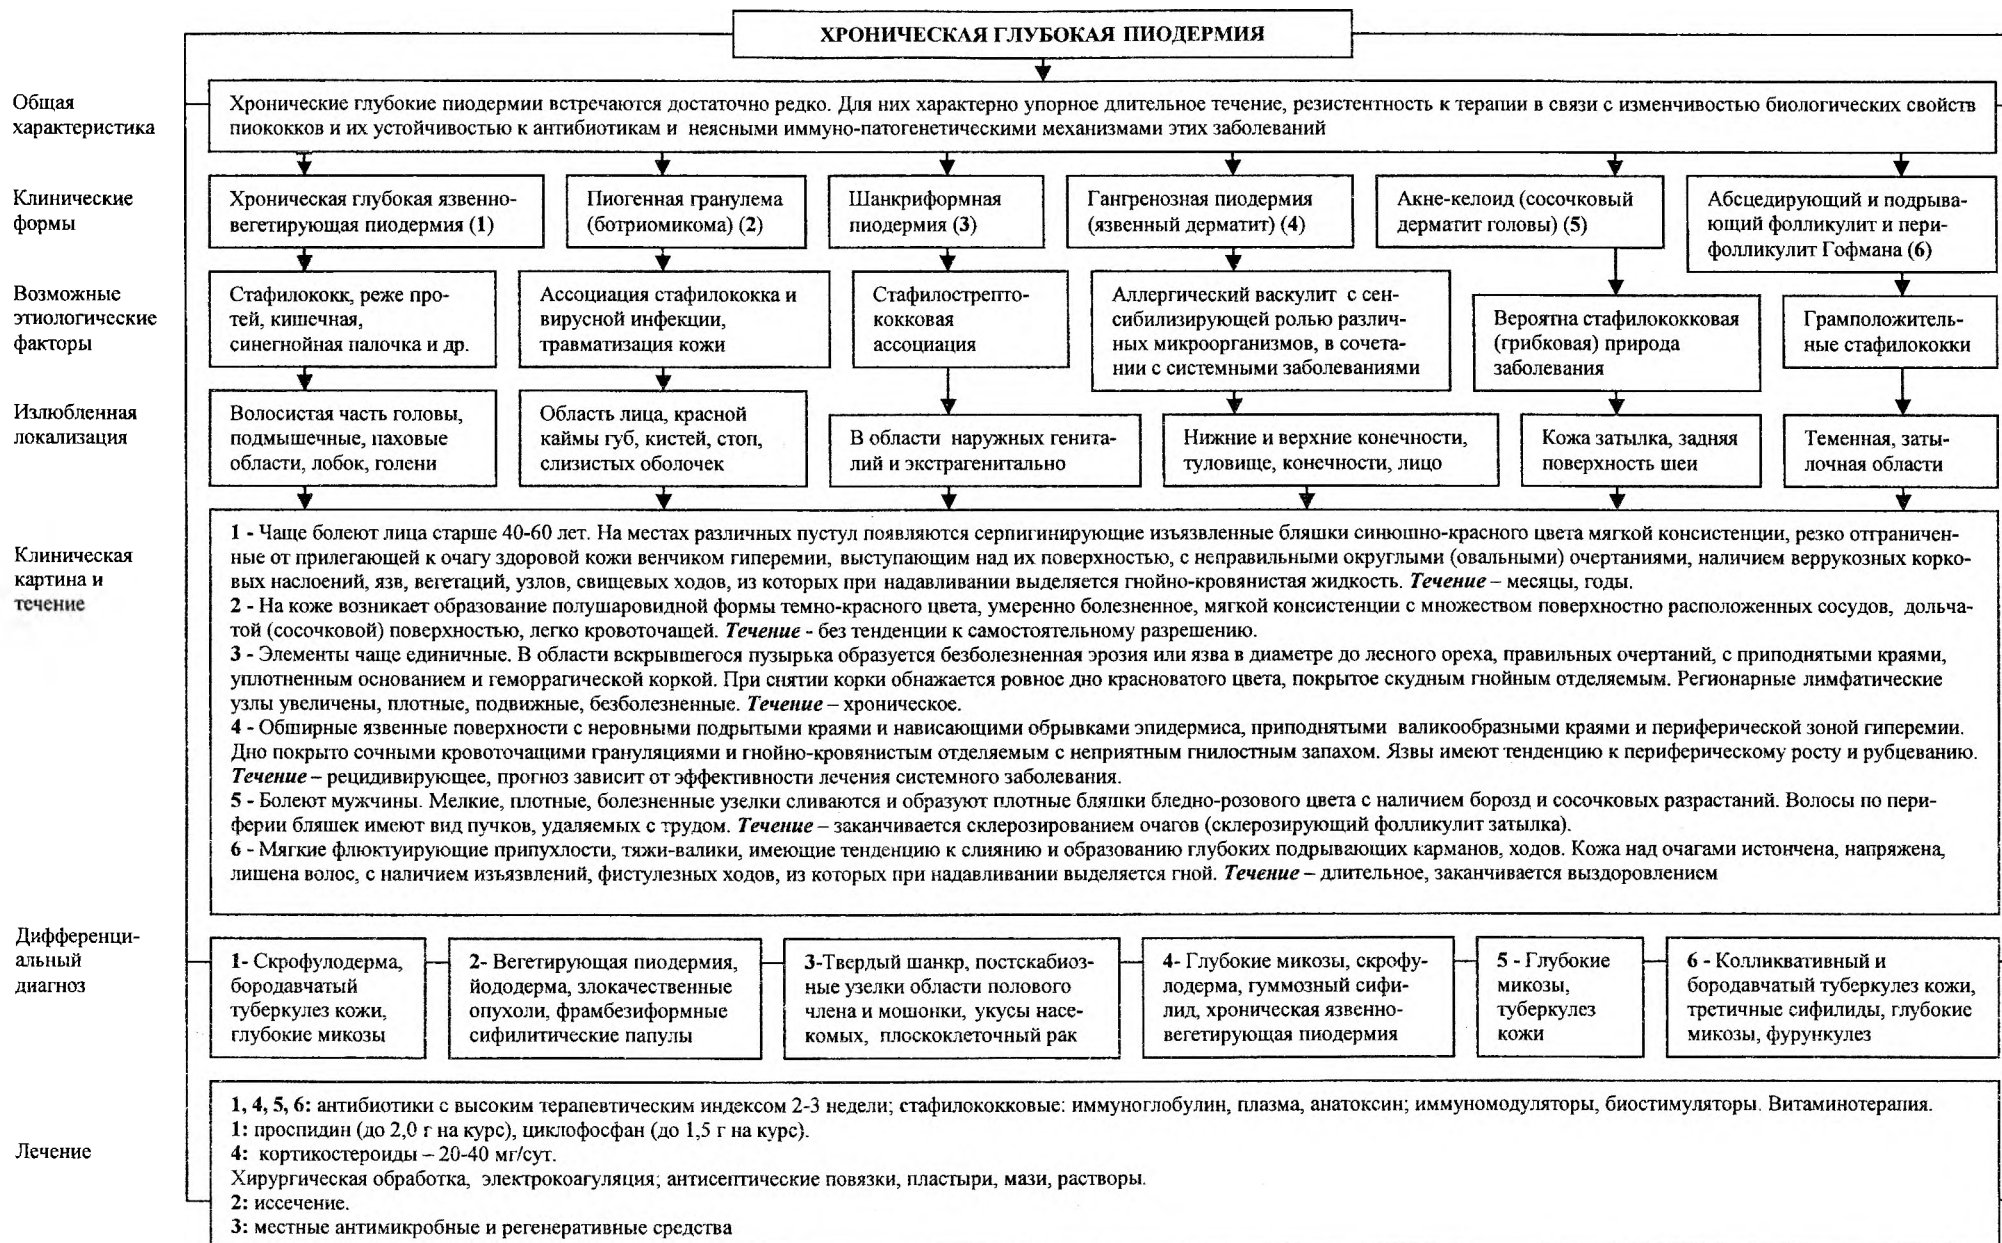 ХРОНИЧЕСКАЯ ГЛУБОКАЯ ПИОДЕРМИЯ
Общая
характеристика
Хронические глубокие пиодермии встречаются достаточно редко. Для них характерно упорное длительное течение, резистентность к терапии в связи с изменчивостью биологических свойств
пиококков и их устойчивостью к антибиотикам и неясными иммуно-патогенетическими механизмами этих заболеваний
Клинические
формы
Хроническая глубокая язвенно-
вегетирующая пиодермия (1)
Пиогенная гранулема
(ботриомикома) (2)
Шанкриформная
пиодермия (3)
Гангренозная пиодермия
(язвенный дерматит) (4)
Акне-келоид (сосочковый
дерматит головы) (5)
Абсцедирующий и подрыва-
ющий фолликулит и пери-
фолликулит Гофмана (6)
Возможные
этиологические
факторы
Стафилококк, реже про-
тей, кишечная,
синегнойная палочка и др.
Ассоциация стафилококка и
вирусной инфекции,
травматизация кожи
Стафилострепто-
кокковая
ассоциация
Аллергический васкулит с сен-
сибилизирующей ролью различ-
ных микроорганизмов, в сочета-
нии с системными заболеваниями
Вероятна стафилококковая
(грибковая) природа
заболевания
Грамположитель-
ные стафилококки
Излюбленная
локализация
Волосистая часть головы,
подмышечные, паховые
области, лобок, голени
Область лица, красной
каймы губ, кистей, стоп,
слизистых оболочек
В области наружных генита-
лий и экстрагенитально
Нижние и верхние конечности,
туловище, конечности, лицо
Кожа затылка, задняя
поверхность шеи
Теменная, заты-
лочная области
Клиническая
картина и
течение
1 - Чаще болеют лица старше 40-60 лет. На местах различных пустул появляются серпигинирующие изъязвленные бляшки синюшно-красного цвета мягкой консистенции, резко отграничен-
ные от прилегающей к очагу здоровой кожи венчиком гиперемии, выступающим над их поверхностью, с неправильными округлыми (овальными) очертаниями, наличием веррукозных корко-
вых наслоений, язв, вегетаций, узлов, свищевых ходов, из которых при надавливании выделяется гнойно-кровянистая жидкость. Течение – месяцы, годы.
2 - На коже возникает образование полушаровидной формы темно-красного цвета, умеренно болезненное, мягкой консистенции с множеством поверхностно расположенных сосудов, дольча-
той (сосочковой) поверхностью, легко кровоточащей. Течение - без тенденции к самостоятельному разрешению.
3 - Элементы чаще единичные. В области вскрывшегося пузырька образуется безболезненная эрозия или язва в диаметре до лесного ореха, правильных очертаний, с приподнятыми краями,
уплотненным основанием и геморрагической коркой. При снятии корки обнажается ровное дно красноватого цвета, покрытое скудным гнойным отделяемым. Регионарные лимфатические
узлы увеличены, плотные, подвижные, безболезненные. Течение – хроническое.
4 - Обширные язвенные поверхности с неровными подрытыми краями и нависающими обрывками эпидермиса, приподнятыми валикообразными краями и периферической зоной гиперемии.
Дно покрыто сочными кровоточащими грануляциями и гнойно-кровянистым отделяемым с неприятным гнилостным запахом. Язвы имеют тенденцию к периферическому росту и рубцеванию.
Течение – рецидивирующее, прогноз зависит от эффективности лечения системного заболевания.
5 - Болеют мужчины. Мелкие, плотные, болезненные узелки сливаются и образуют плотные бляшки бледно-розового цвета с наличием борозд и сосочковых разрастаний. Волосы по пери-
ферии бляшек имеют вид пучков, удаляемых с трудом. Течение – заканчивается склерозированием очагов (склерозирующий фолликулит затылка).
6 - Мягкие флюктуирующие припухлости, тяжи-валики, имеющие тенденцию к слиянию и образованию глубоких подрывающих карманов, ходов. Кожа над очагами истончена, напряжена,
лишена волос, с наличием изъязвлений, фистулезных ходов, из которых при надавливании выделяется гной. Течение – длительное, заканчивается выздоровлением
Дифференци-
альный
диагноз
1- Скрофулодерма,
бородавчатый
туберкулез кожи,
глубокие микозы
2- Вегетирующая пиодермия,
йододерма, злокачественные
опухоли, фрамбезиформные
сифилитические папулы
3-Твердый шанкр, постскабиоз-
ные узелки области полового
члена и мошонки, укусы насе-
комых, плоскоклеточный рак
4- Глубокие микозы, скрофу-
лодерма, гуммозный сифи-
лид, хроническая язвенно-
вегетирующая пиодермия
5 - Глубокие
микозы,
туберкулез
кожи
6 - Колликвативный и
бородавчатый туберкулез кожи,
третичные сифилиды, глубокие
микозы, фурункулез
Лечение
1, 4, 5, 6: антибиотики с высоким терапевтическим индексом 2-3 недели; стафилококковые: иммуноглобулин, плазма, анатоксин; иммуномодуляторы, биостимуляторы. Витаминотерапия.
1: проспидин (до 2,0 г на курс), циклофосфан (до 1,5 г на курс).
4: кортикостероиды – 20-40 мг/сут.
Хирургическая обработка, электрокоагуляция; антисептические повязки, пластыри, мази, растворы.
2: иссечение.
3: местные антимикробные и регенеративные средства